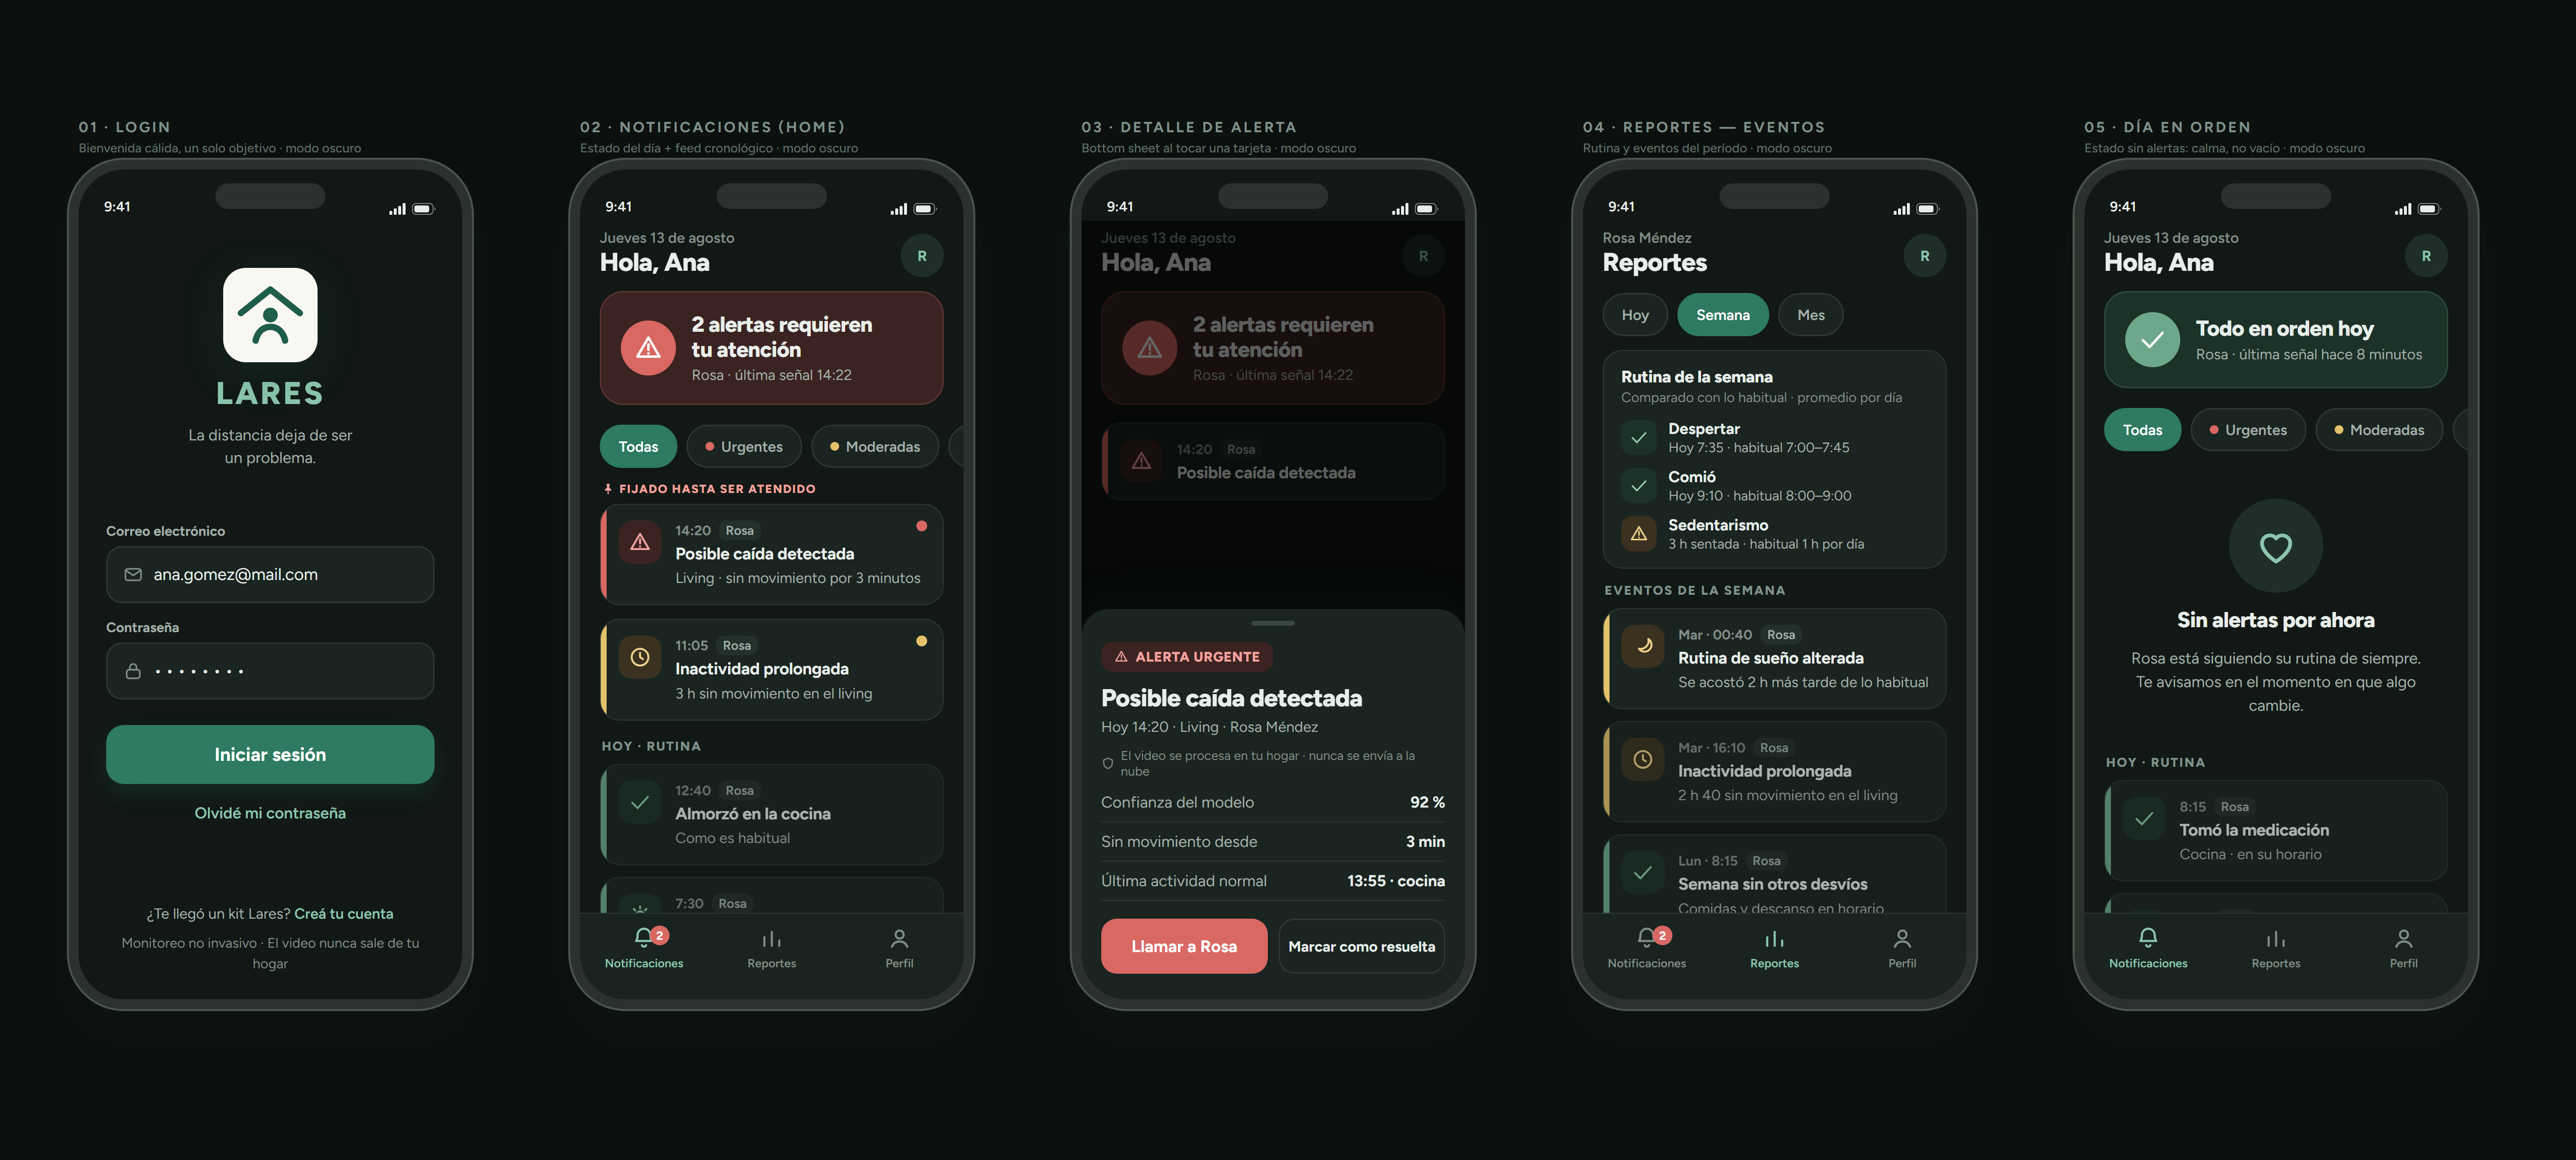 01 · LOGIN
Bienvenida cálida, un solo objetivo · modo oscuro
9:41
LARES
La distancia deja de ser
un problema.
Correo electrónico
ana.gomez@mail.com
Contraseña
• • • • • • • •
Iniciar sesión
Olvidé mi contraseña
¿Te llegó un kit Lares? Creá tu cuenta
Monitoreo no invasivo · El video nunca sale de tu
hogar
02 · NOTIFICACIONES (HOME)
Estado del día + feed cronológico · modo oscuro
9:41
Jueves 13 de agosto
Hola, Ana
R
2 alertas requieren
tu atención
Rosa · última señal 14:22
Todas
Urgentes
Moderadas
FIJADO HASTA SER ATENDIDO
14:20 Rosa
Posible caída detectada
Living · sin movimiento por 3 minutos
11:05 Rosa
Inactividad prolongada
3 h sin movimiento en el living
HOY · RUTINA
12:40 Rosa
Almorzó en la cocina
Como es habitual
7:30 Rosa
2
Notificaciones
Reportes
Perfil
03 · DETALLE DE ALERTA
Bottom sheet al tocar una tarjeta · modo oscuro
9:41
Jueves 13 de agosto
Hola, Ana
R
2 alertas requieren
tu atención
Rosa · última señal 14:22
14:20 Rosa
Posible caída detectada
ALERTA URGENTE
Posible caída detectada
Hoy 14:20 · Living · Rosa Méndez
El video se procesa en tu hogar · nunca se envía a la
nube
Confianza del modelo 92 %
Sin movimiento desde 3 min
Última actividad normal 13:55 · cocina
Llamar a Rosa
Marcar como resuelta
04 · REPORTES — EVENTOS
Rutina y eventos del período · modo oscuro
9:41
Rosa Méndez
Reportes
R
Hoy
Semana
Mes
Rutina de la semana
Comparado con lo habitual · promedio por día
Despertar
Hoy 7:35 · habitual 7:00–7:45
Comió
Hoy 9:10 · habitual 8:00–9:00
Sedentarismo
3 h sentada · habitual 1 h por día
EVENTOS DE LA SEMANA
Mar · 00:40 Rosa
Rutina de sueño alterada
Se acostó 2 h más tarde de lo habitual
Mar · 16:10 Rosa
Inactividad prolongada
2 h 40 sin movimiento en el living
Lun · 8:15 Rosa
Semana sin otros desvíos
Comidas y descanso en horario
2
Notificaciones
Reportes
Perfil
05 · DÍA EN ORDEN
Estado sin alertas: calma, no vacío · modo oscuro
9:41
Jueves 13 de agosto
Hola, Ana
R
Todo en orden hoy
Rosa · última señal hace 8 minutos
Todas
Urgentes
Moderadas
Sin alertas por ahora
Rosa está siguiendo su rutina de siempre.
Te avisamos en el momento en que algo
cambie.
HOY · RUTINA
8:15 Rosa
Tomó la medicación
Cocina · en su horario
Notificaciones
Reportes
Perfil